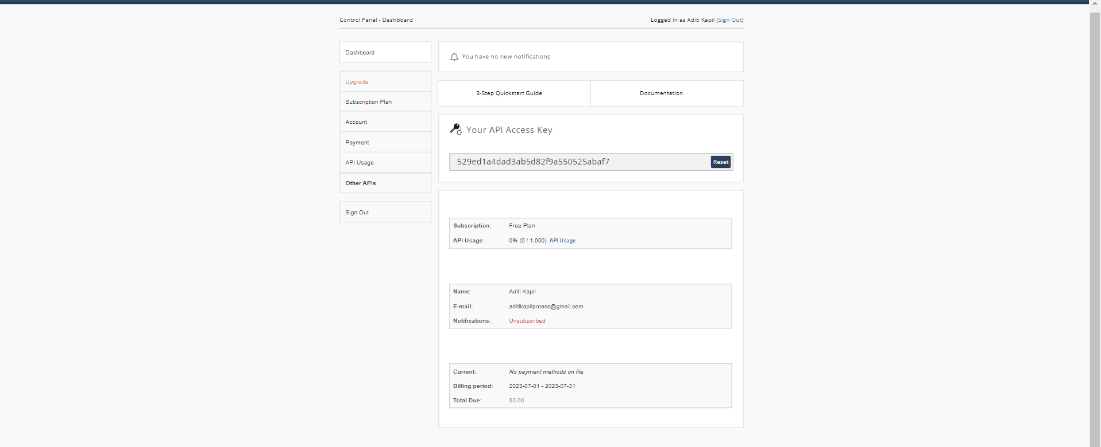 Control Panel - Dashboard
Logged In as Aditi Kapil (Sign Out)
Dashboard
Upgrade
Subscription Plan
Account
Payment
API Usage
Other APIs
Sign Out
You have no new notifications
3-Step Quickstart Guide
Documentation
Your API Access Key
529ed1a4dad3ab5d82f9a550525abaf7
Reset
Subscription: Free Plan
API Usage: 0% (0 / 1,000) API Usage
Name: Aditi Kapil
E-mail:
Notifications: Unsubscribed
Current: No payment methods on file
Billing period: 2023-07-01 - 2023-07-31
Total Due: $0.00